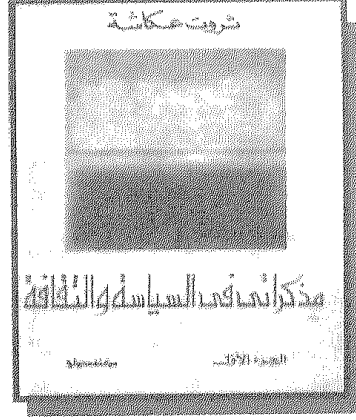 ثروت عكاشة
مذكراتي في السياسة والثقافة
الجزء الأول